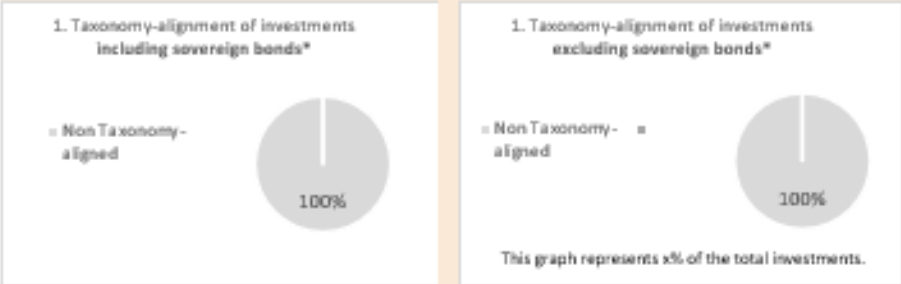 1. Taxonomy-alignment of investments
including sovereign bonds*
Non Taxonomy-
aligned
100%
1. Taxonomy-alignment of investments
excluding sovereign bonds*
Non Taxonomy-
aligned
100%
This graph represents x% of the total investments.